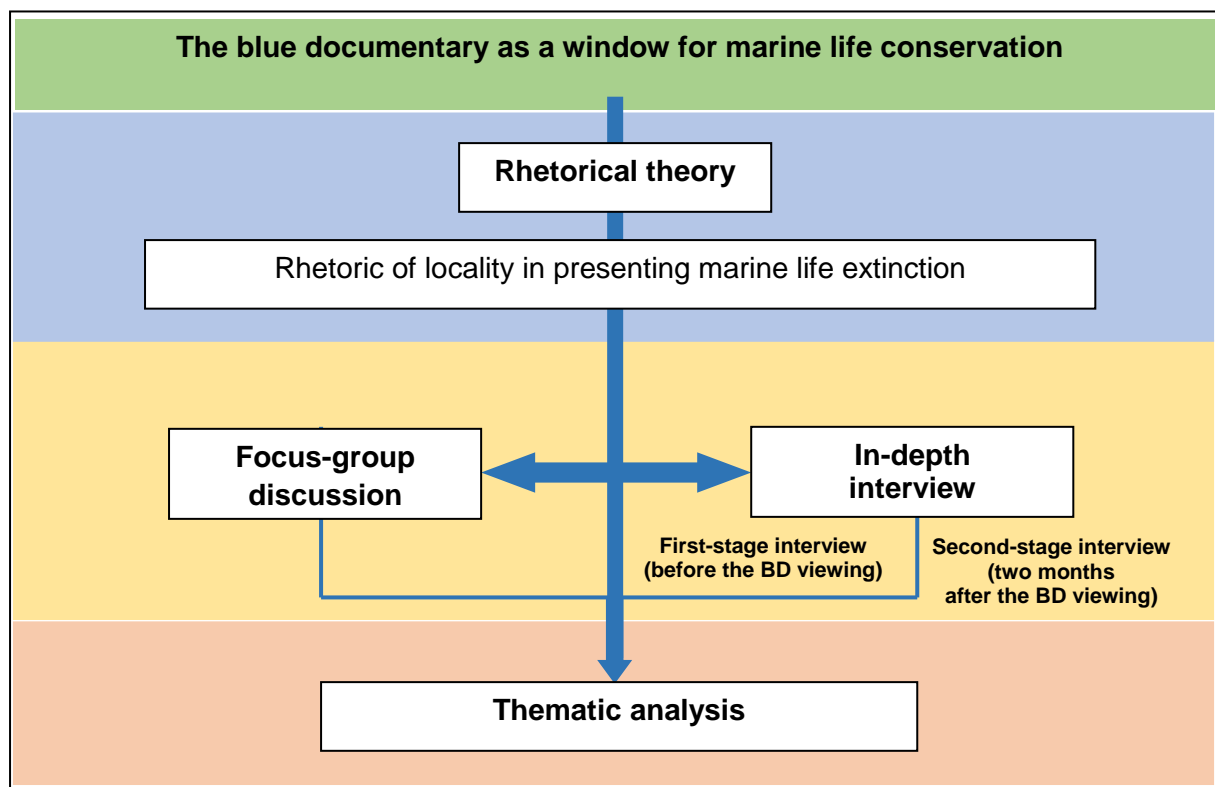 The blue documentary as a window for marine life conservation
Rhetorical theory
Rhetoric of locality in presenting marine life extinction
Focus-group
discussion
In-depth
interview
First-stage interview
(before the BD viewing)
Second-stage interview
(two months
after the BD viewing)
Thematic analysis